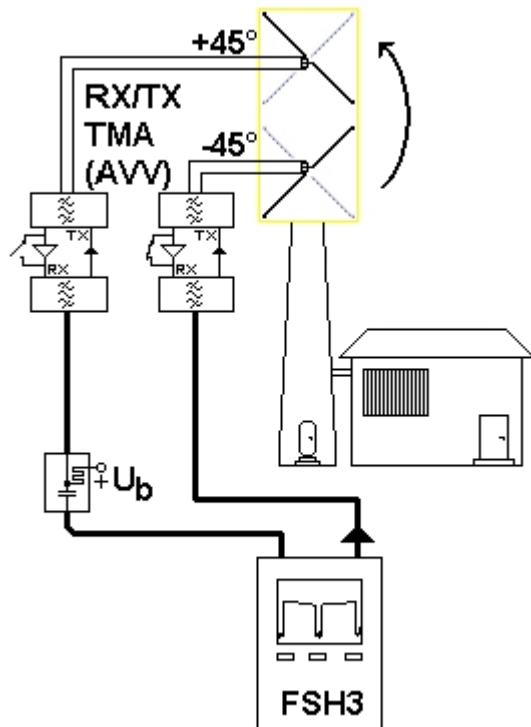 +45°
RX/TX
TMA
(AVV)
-45°
TX
RX
TX
RX
+ Ub
FSH3